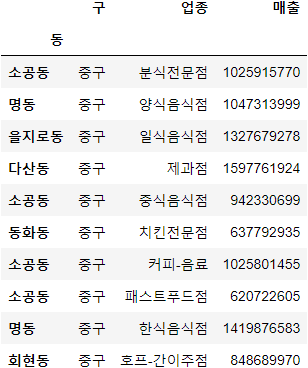 구 업종 매출
동
소공동 중구 분식전문점 1025915770
명동 중구 양식음식점 1047313999
을지로동 중구 일식음식점 1327679278
다산동 중구 제과점 1597761924
소공동 중구 중식음식점 942330699
동화동 중구 치킨전문점 637792935
소공동 중구 커피-음료 1025801455
소공동 중구 패스트푸드점 620722605
명동 중구 한식음식점 1419876583
회현동 중구 호프-간이주점 848689970